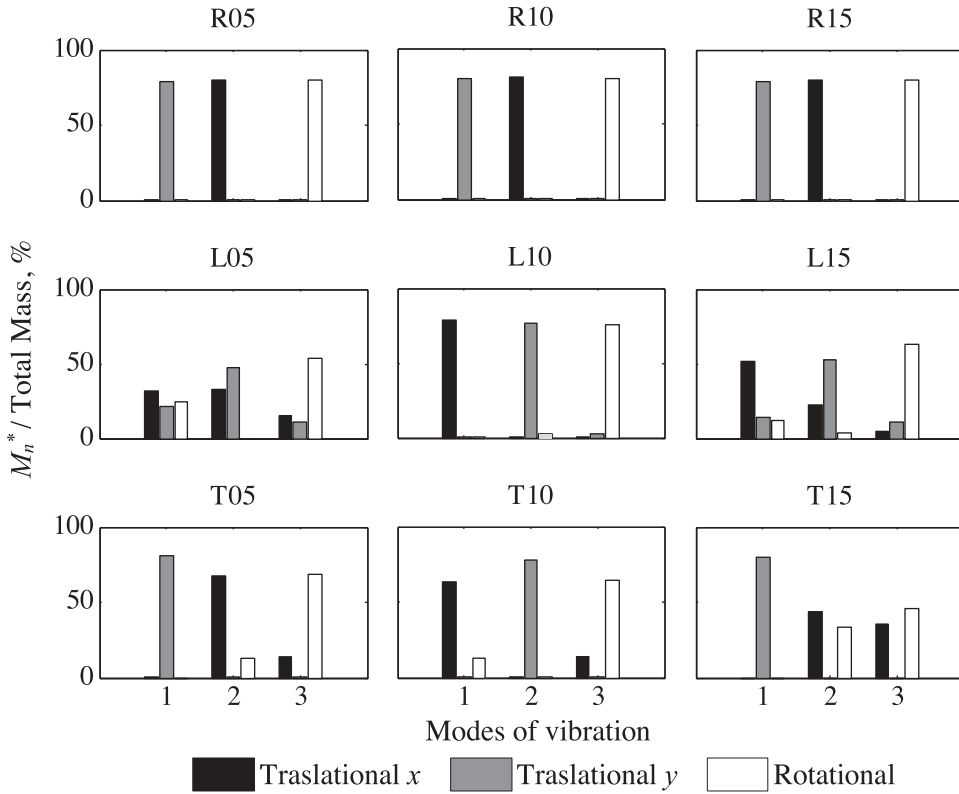 R05 R10 R15
100
50
0
L05 L10 L15
100
50
0
T05 T10 T15
100
50
0
1 2 3 1 2 3 1 2 3
Mn* / Total Mass, %
Modes of vibration
Traslational x Traslational y Rotational